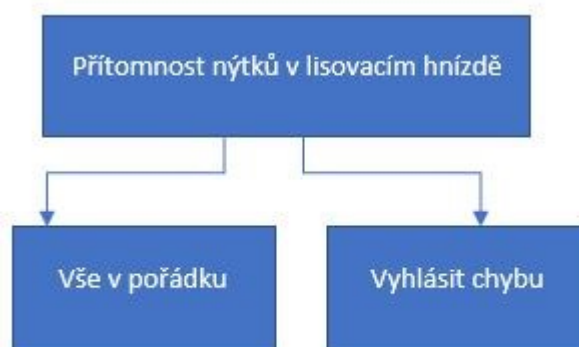 Přítomnost nýtků v lisovacím hnízdě
Vše v pořádku
Vyhlásit chybu